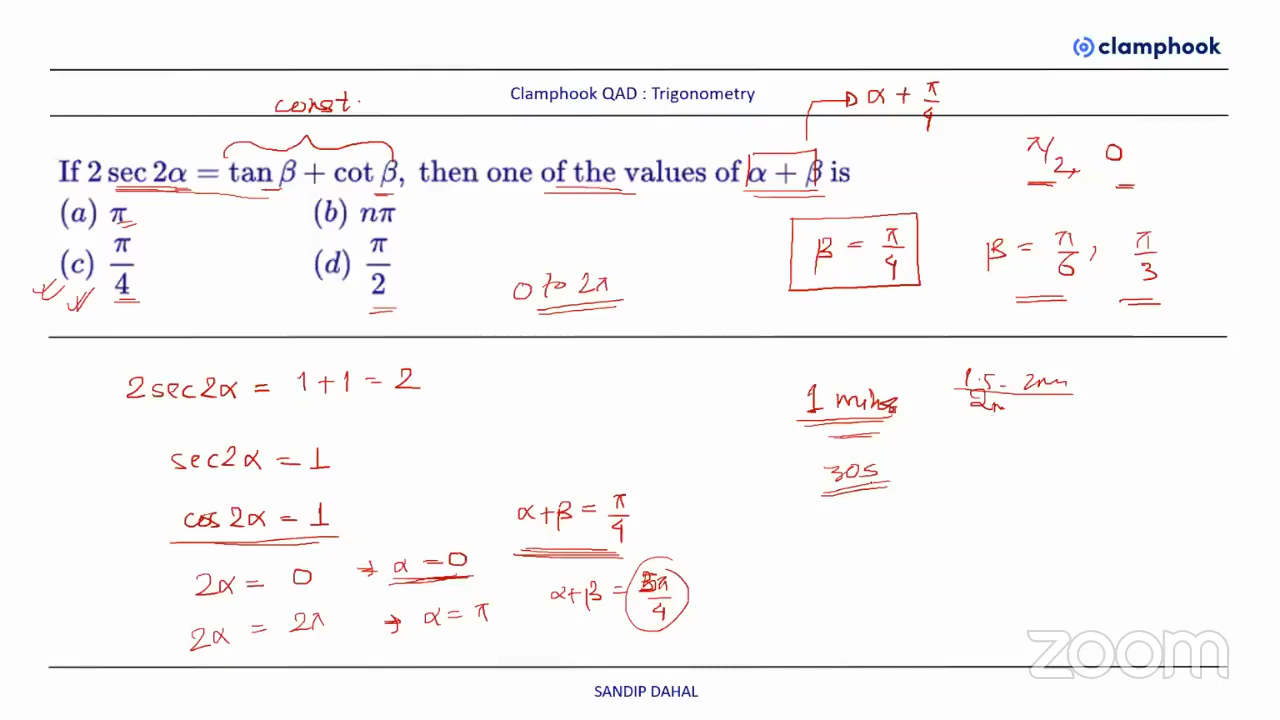 clamphook
Clamphook QAD : Trigonometry
const.
α + π/4
If 2 sec 2α = tan β + cot β, then one of the values of α + β is
π/2, 0
(a) π
(b) nπ
(c) π/4
(d) π/2
0 to 2π
β = π/4
β = π/6, π/3
2sec2α = 1 + 1 = 2
sec2α = 1
cos 2α = 1
2α = 0 → α = 0
2α = 2π → α = π
α+β = π/4
α+β = 5π/4
30s
zoom
SANDIP DAHAL